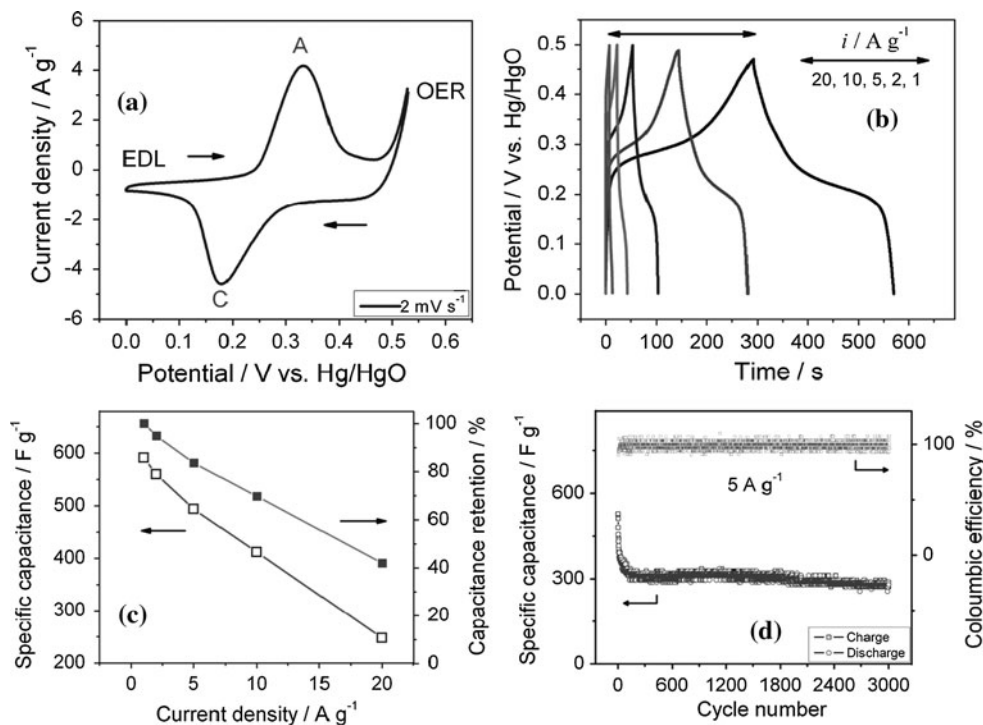 6
4
2
0
-2
-4
-6
Current density / A g⁻¹
(a)
A
OER
EDL
C
2 mV s⁻¹
0.0 0.1 0.2 0.3 0.4 0.5 0.6
Potential / V vs. Hg/HgO
0.5
0.4
0.3
0.2
0.1
0.0
Potential / V vs. Hg/HgO
i / A g⁻¹
20, 10, 5, 2, 1
(b)
0 100 200 300 400 500 600
Time / s
600
500
400
300
250
200
Specific capacitance / F g⁻¹
(c)
100
80
60
40
20
0
Capacitance retention / %
0 5 10 15 20
Current density / A g⁻¹
900
600
300
0
Specific capacitance / F g⁻¹
5 A g⁻¹
(d)
Charge
Discharge
100
0
Coloumbic efficiency / %
0 600 1200 1800 2400 3000
Cycle number